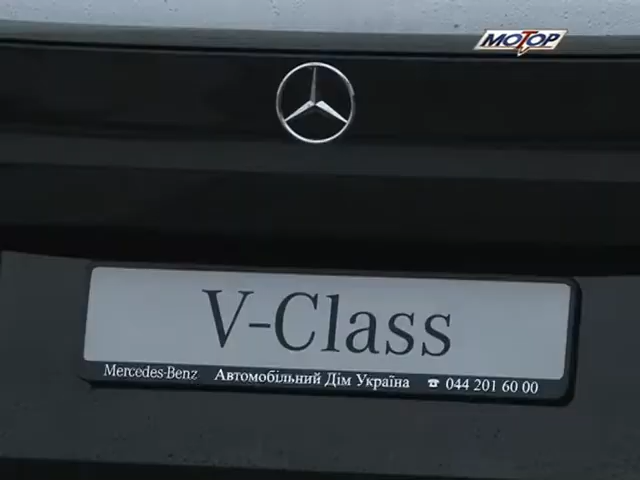 МОТОР
V-Class
Mercedes-Benz Автомобільний Дім Україна ☎ 044 201 60 00